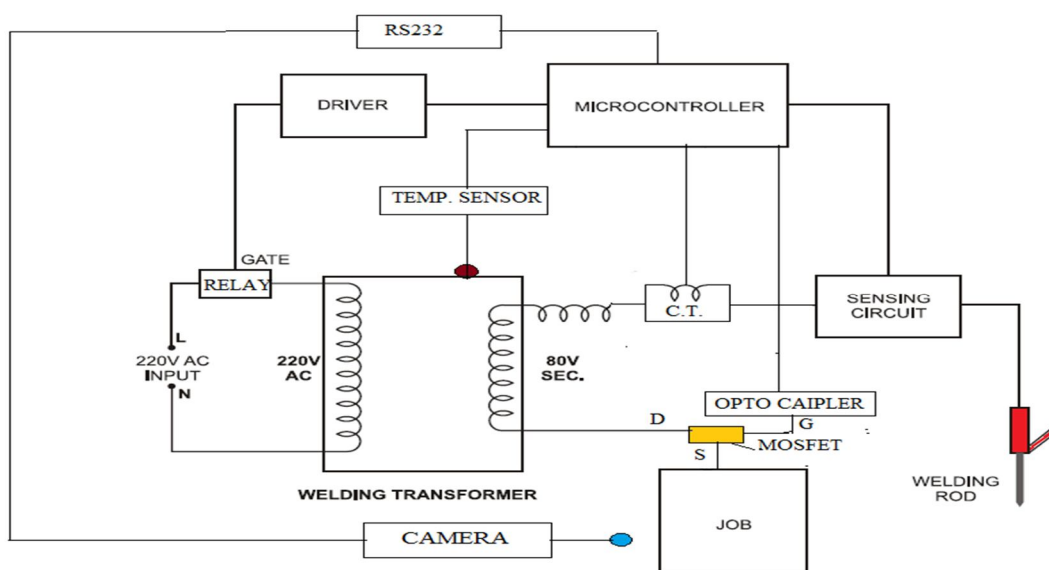 RS232
DRIVER
MICROCONTROLLER
TEMP. SENSOR
GATE
RELAY
C.T.
SENSING
CIRCUIT
L
220V AC
INPUT
N
220V
AC
80V
SEC.
OPTO CAIPLER
D
G
MOSFET
S
WELDING
ROD
WELDING TRANSFORMER
JOB
CAMERA